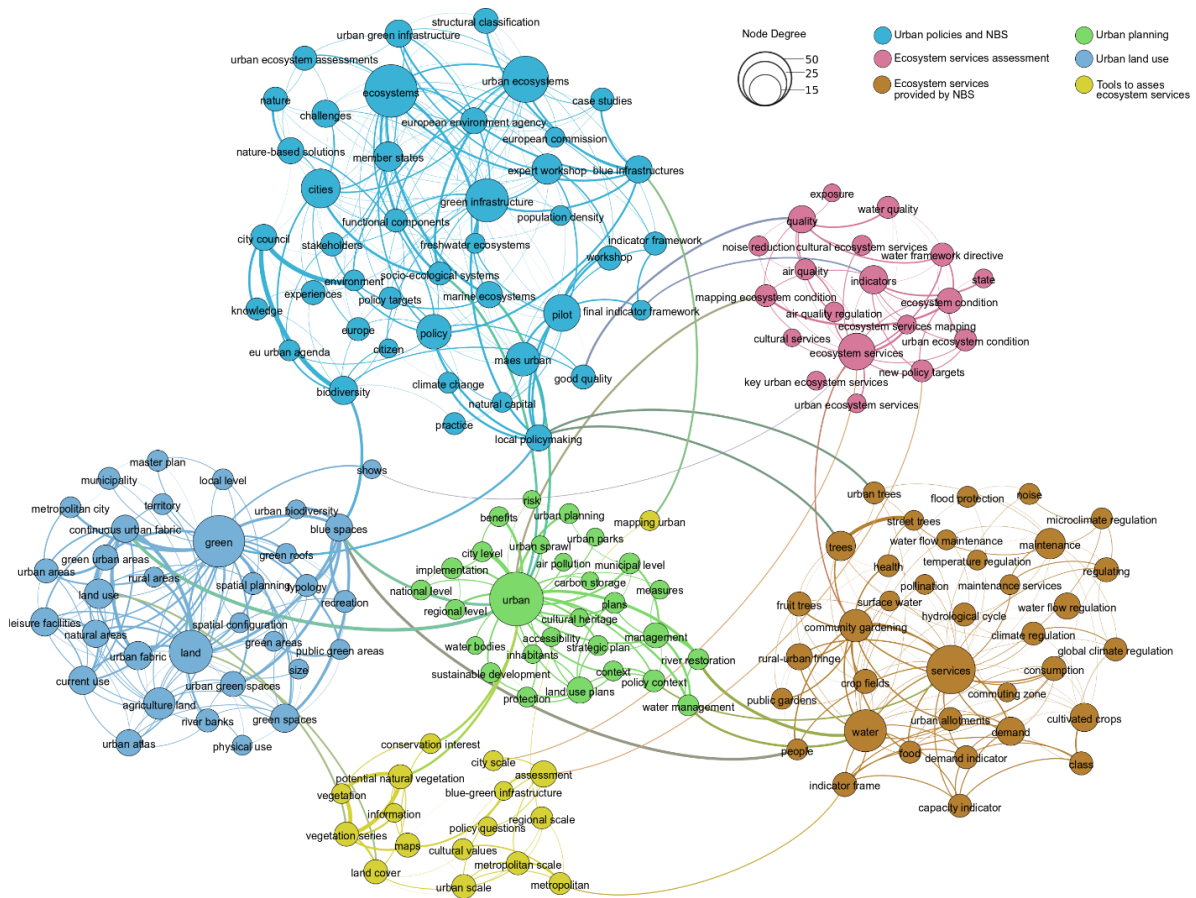 structural classification
urban green infrastructure
urban ecosystem assessments
ecosystems
urban ecosystems
nature
case studies
challenges
european environment agency
european commission
nature-based solutions
member states
expert workshop
blue infrastructures
cities
green infrastructure
population density
functional components
city council
stakeholders
freshwater ecosystems
indicator framework
workshop
socio-ecological systems
environment
experiences
policy targets
marine ecosystems
knowledge
final indicator framework
europe
policy
pilot
eu urban agenda
citizen
maes urban
good quality
biodiversity
climate change
natural capital
practice
local policymaking
Node Degree
50
25
15
Urban policies and NBS
Ecosystem services assessment
Ecosystem services
provided by NBS
Urban planning
Urban land use
Tools to asses
ecosystem services
exposure
quality
water quality
noise reduction
cultural ecosystem services
water framework directive
air quality
indicators
state
mapping ecosystem condition
ecosystem condition
air quality regulation
ecosystem services mapping
cultural services
urban ecosystem condition
ecosystem services
new policy targets
key urban ecosystem services
urban ecosystem services
master plan
shows
municipality
local level
metropolitan city
territory
urban biodiversity
continuous urban fabric
blue spaces
green
green urban areas
green roofs
urban areas
rural areas
spatial planning
typology
land use
recreation
leisure facilities
spatial configuration
natural areas
green areas
public green areas
urban fabric
land
size
current use
urban green spaces
agriculture land
river banks
green spaces
urban atlas
physical use
risk
benefits
urban planning
mapping urban
urban parks
urban sprawl
city level
air pollution
municipal level
implementation
carbon storage
measures
national level
urban
plans
regional level
cultural heritage
accessibility
management
water bodies
inhabitants
strategic plan
river restoration
sustainable development
context
policy context
land use plans
protection
water management
urban trees
flood protection
noise
street trees
microclimate regulation
trees
water flow maintenance
maintenance
health
temperature regulation
regulating
pollination
maintenance services
fruit trees
surface water
water flow regulation
hydrological cycle
community gardening
climate regulation
rural-urban fringe
services
global climate regulation
consumption
crop fields
commuting zone
public gardens
urban allotments
cultivated crops
water
demand
people
food
demand indicator
class
indicator frame
capacity indicator
conservation interest
city scale
potential natural vegetation
assessment
vegetation
blue-green infrastructure
information
regional scale
vegetation series
policy questions
maps
cultural values
metropolitan scale
land cover
urban scale
metropolitan